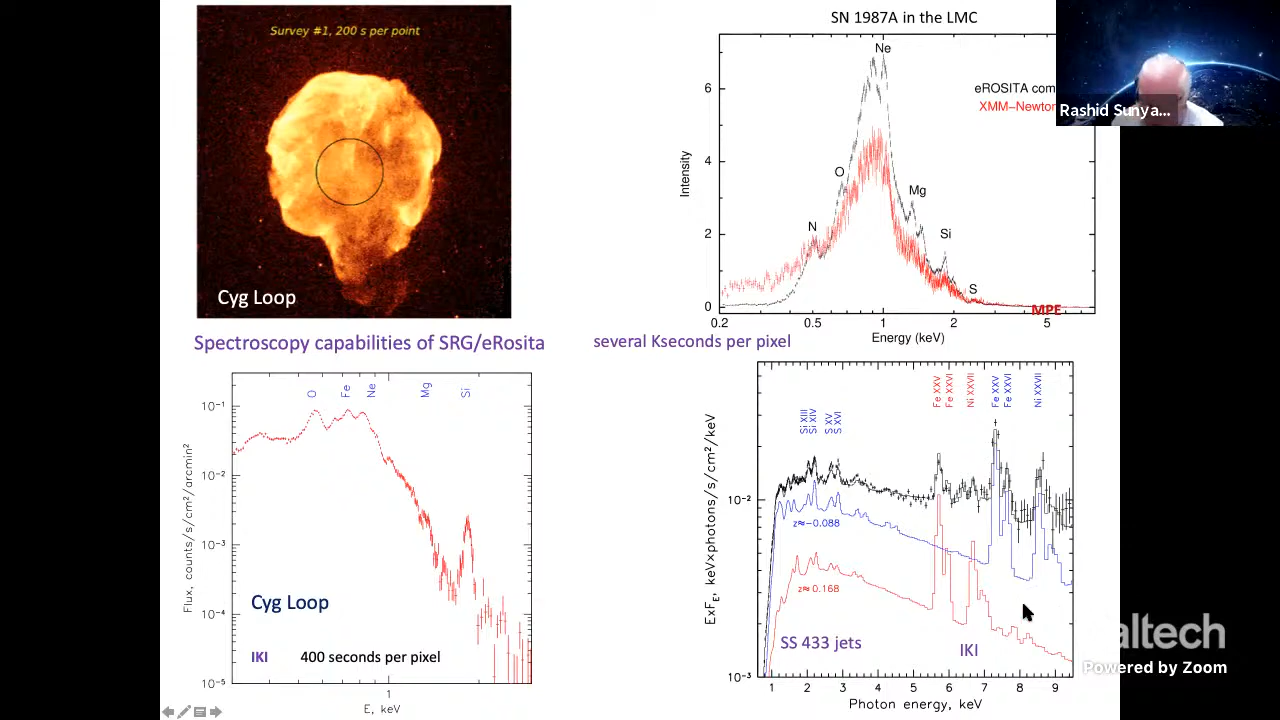 Survey #1, 200 s per point
Cyg Loop
SN 1987A in the LMC
Ne
eROSITA com
XMM−Newton
Rashid Sunya...
O
Mg
N
Si
S
MPE
Intensity
6
4
2
0
0.2 0.5 1 2 5
Energy (keV)
Spectroscopy capabilities of SRG/eRosita several Kseconds per pixel
O Fe Ne Mg Si
10⁻¹
10⁻²
10⁻³
10⁻⁴
10⁻⁵
Flux, counts/s/cm²/arcmin²
Cyg Loop
IKI 400 seconds per pixel
1
E, keV
Si XIII
Si XIV
S XV
S XVI
Fe XXV
Fe XXVI
Ni XXVII
Fe XXV
Fe XXVI
Ni XXVII
10⁻²
10⁻³
ExF_E, keV×photons/s/cm²/keV
z≈−0.088
z≈0.168
SS 433 jets
IKI
1 2 3 4 5 6 7 8 9
Photon energy, keV
altech
Powered by Zoom